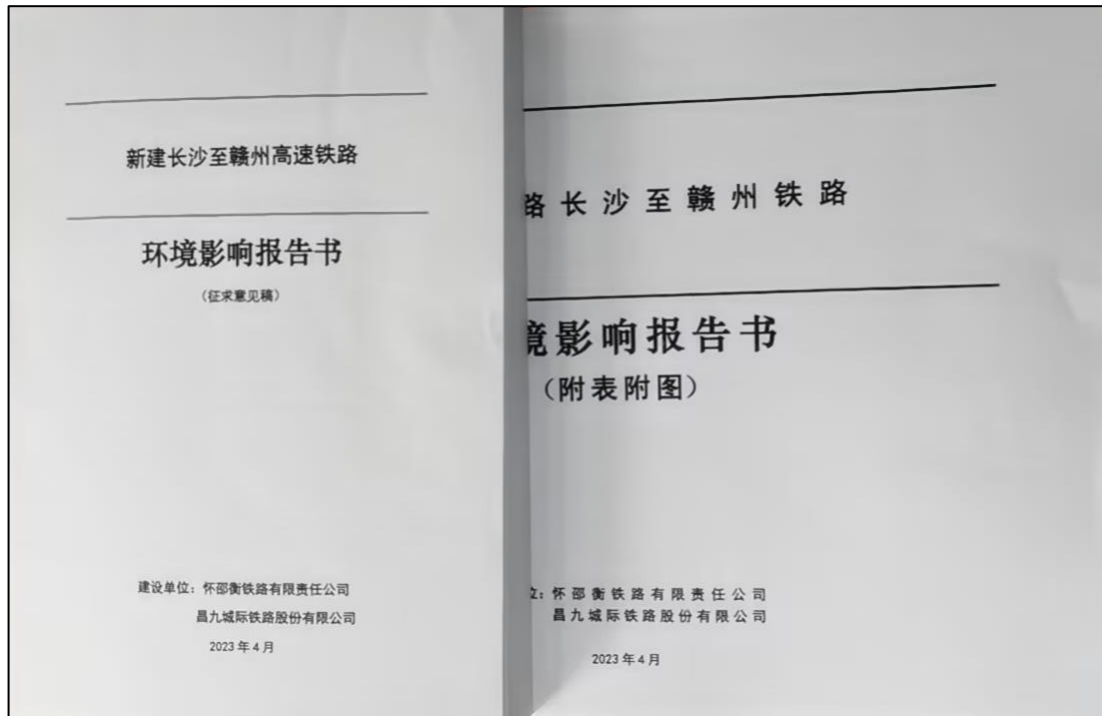 新建长沙至赣州高速铁路
环境影响报告书
（征求意见稿）
建设单位：怀邵衡铁路有限责任公司
昌九城际铁路股份有限公司
2023年4月
路长沙至赣州铁路
境影响报告书
（附表附图）
位：怀邵衡铁路有限责任公司
昌九城际铁路股份有限公司
2023年4月